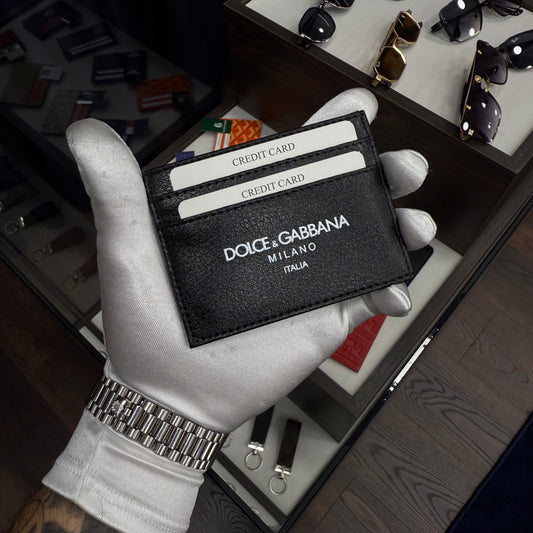 CREDIT CARD
CREDIT CARD
DOLCE & GABBANA
MILANO
ITALIA